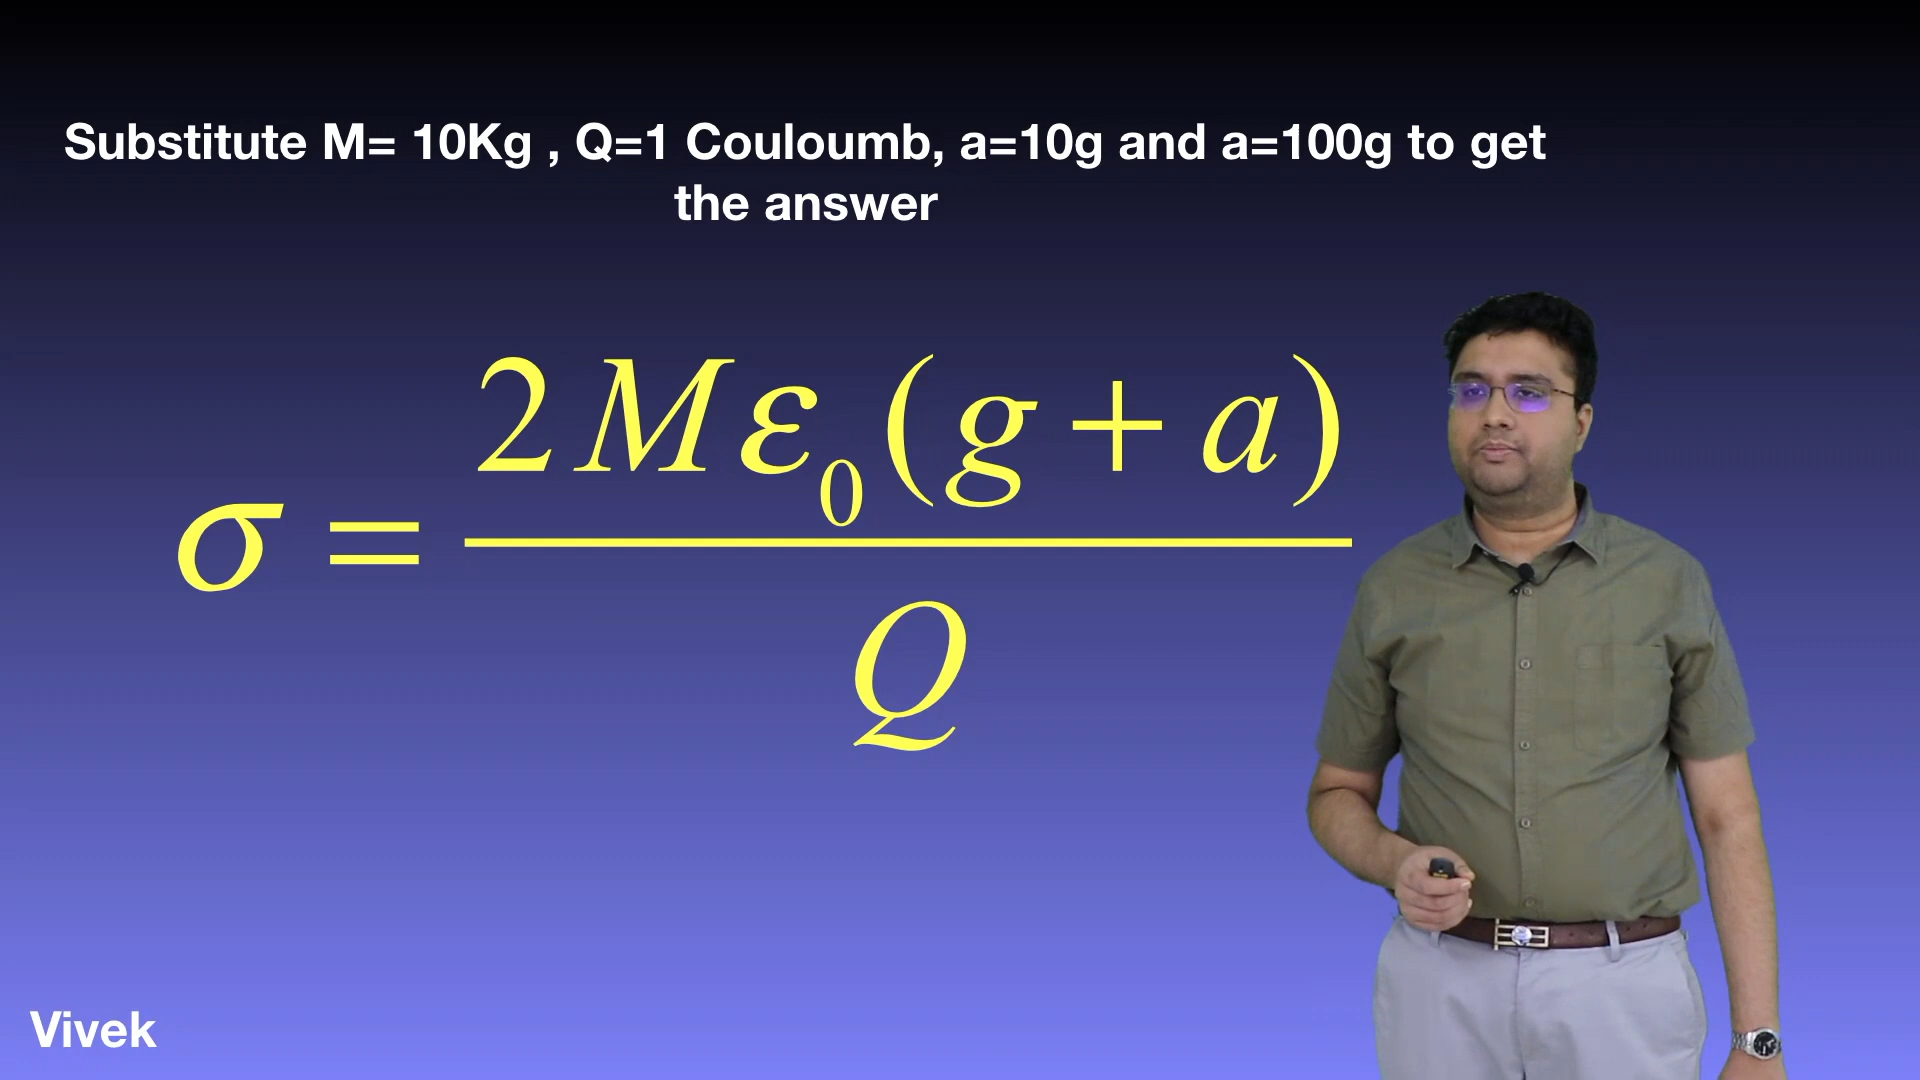 Substitute M= 10Kg , Q=1 Couloumb, a=10g and a=100g to get
the answer
σ = 2Mε₀(g + a) / Q
Vivek